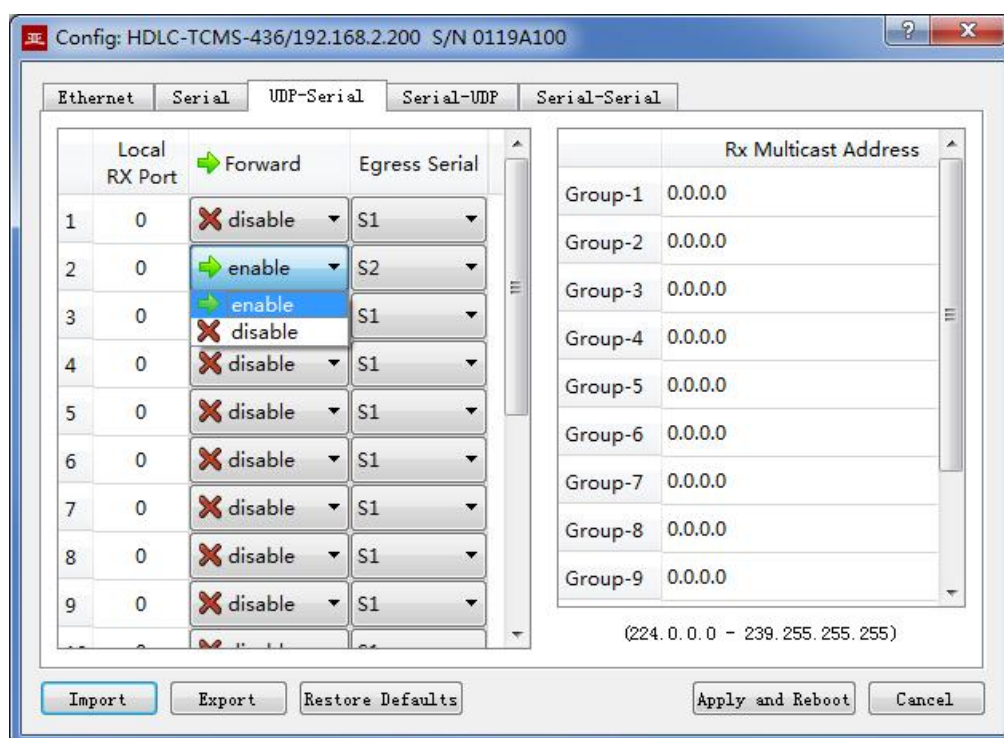 亚 Config: HDLC-TCMS-436/192.168.2.200 S/N 0119A100
Ethernet Serial UDP-Serial Serial-UDP Serial-Serial
Local RX Port Forward Egress Serial
1 0 disable S1
2 0 enable S2
enable
3 0 S1
disable
4 0 disable S1
5 0 disable S1
6 0 disable S1
7 0 disable S1
8 0 disable S1
9 0 disable S1
Rx Multicast Address
Group-1 0.0.0.0
Group-2 0.0.0.0
Group-3 0.0.0.0
Group-4 0.0.0.0
Group-5 0.0.0.0
Group-6 0.0.0.0
Group-7 0.0.0.0
Group-8 0.0.0.0
Group-9 0.0.0.0
(224.0.0.0 - 239.255.255.255)
Import Export Restore Defaults Apply and Reboot Cancel